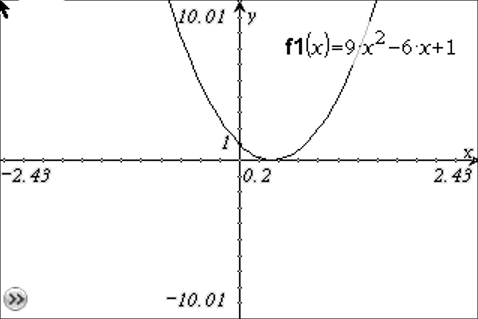 10.01 y
f1(x)=9·x²−6·x+1
1
x
−2.43 0.2 2.43
−10.01